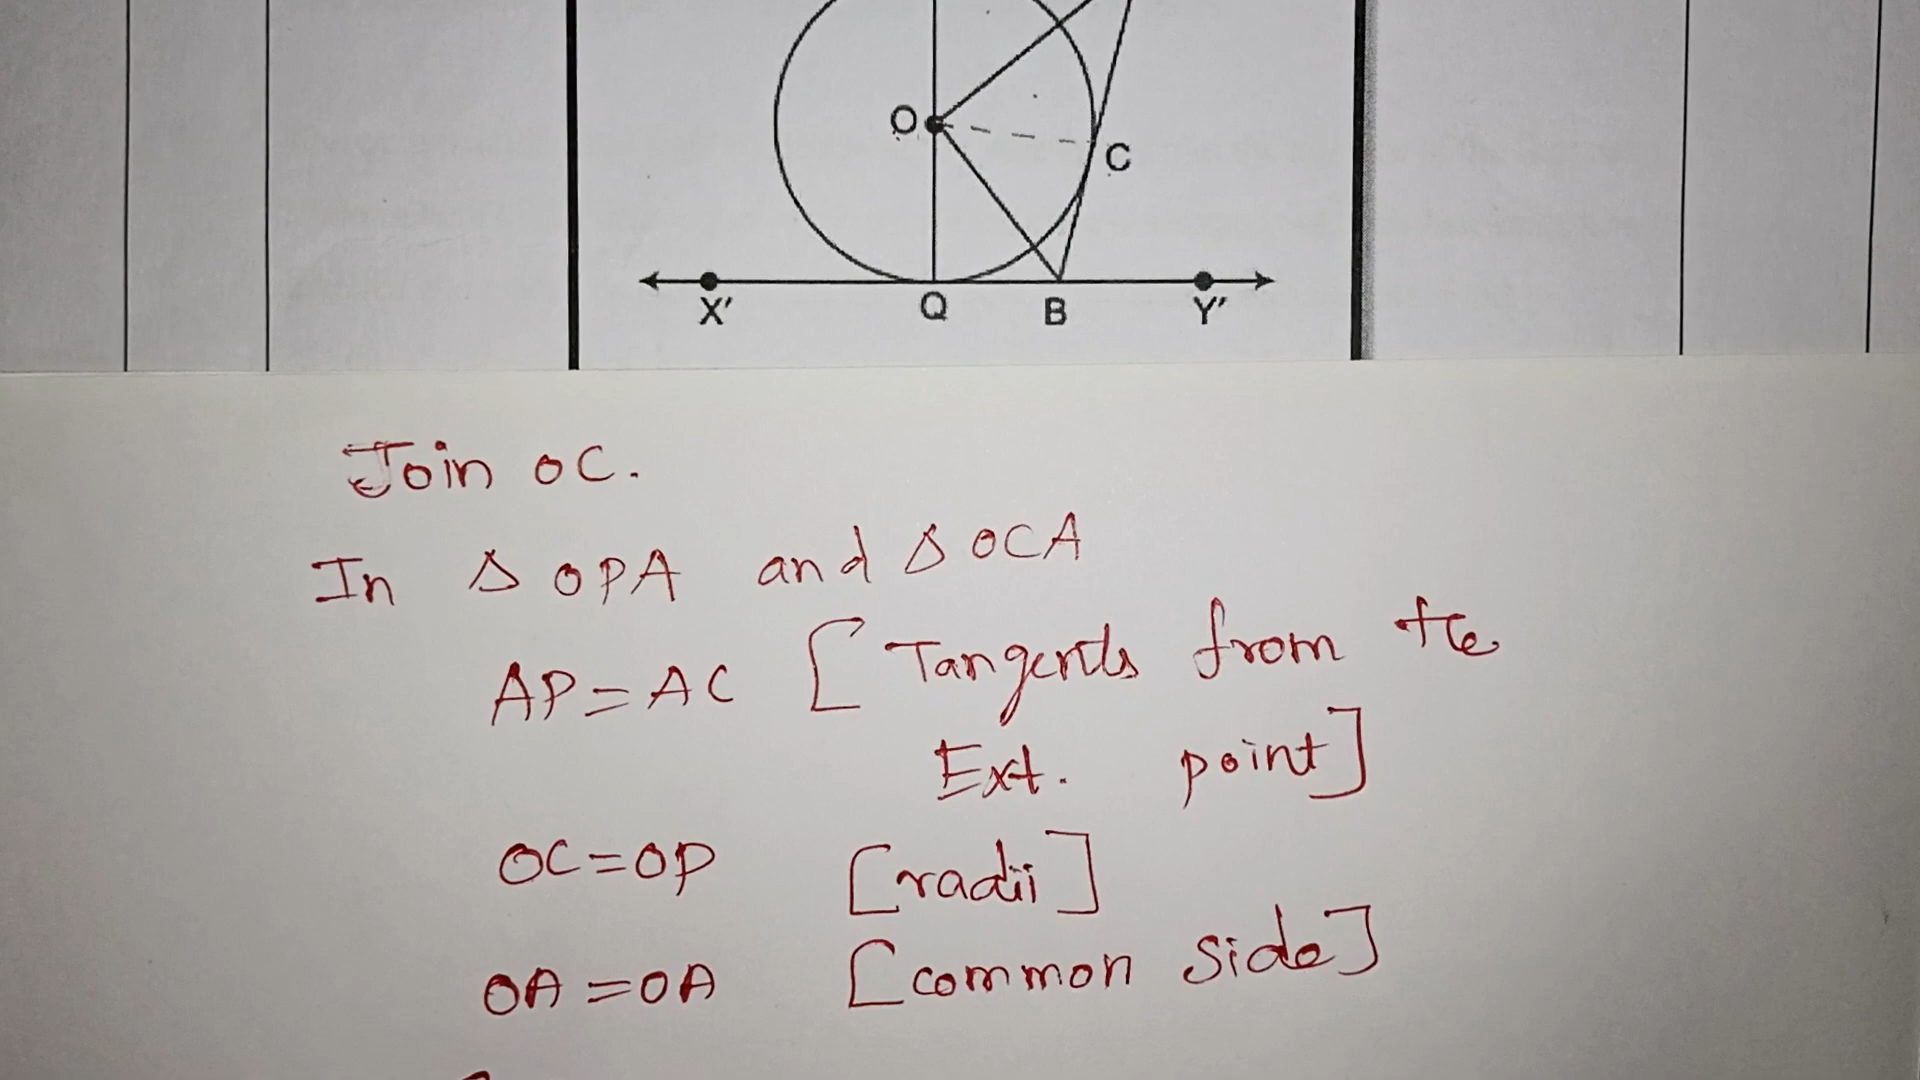 O
C
X' Q B Y'
Join OC.
In Δ OPA and Δ OCA
AP = AC [Tangents from the
Ext. point]
OC = OP [radii]
OA = OA [common side]